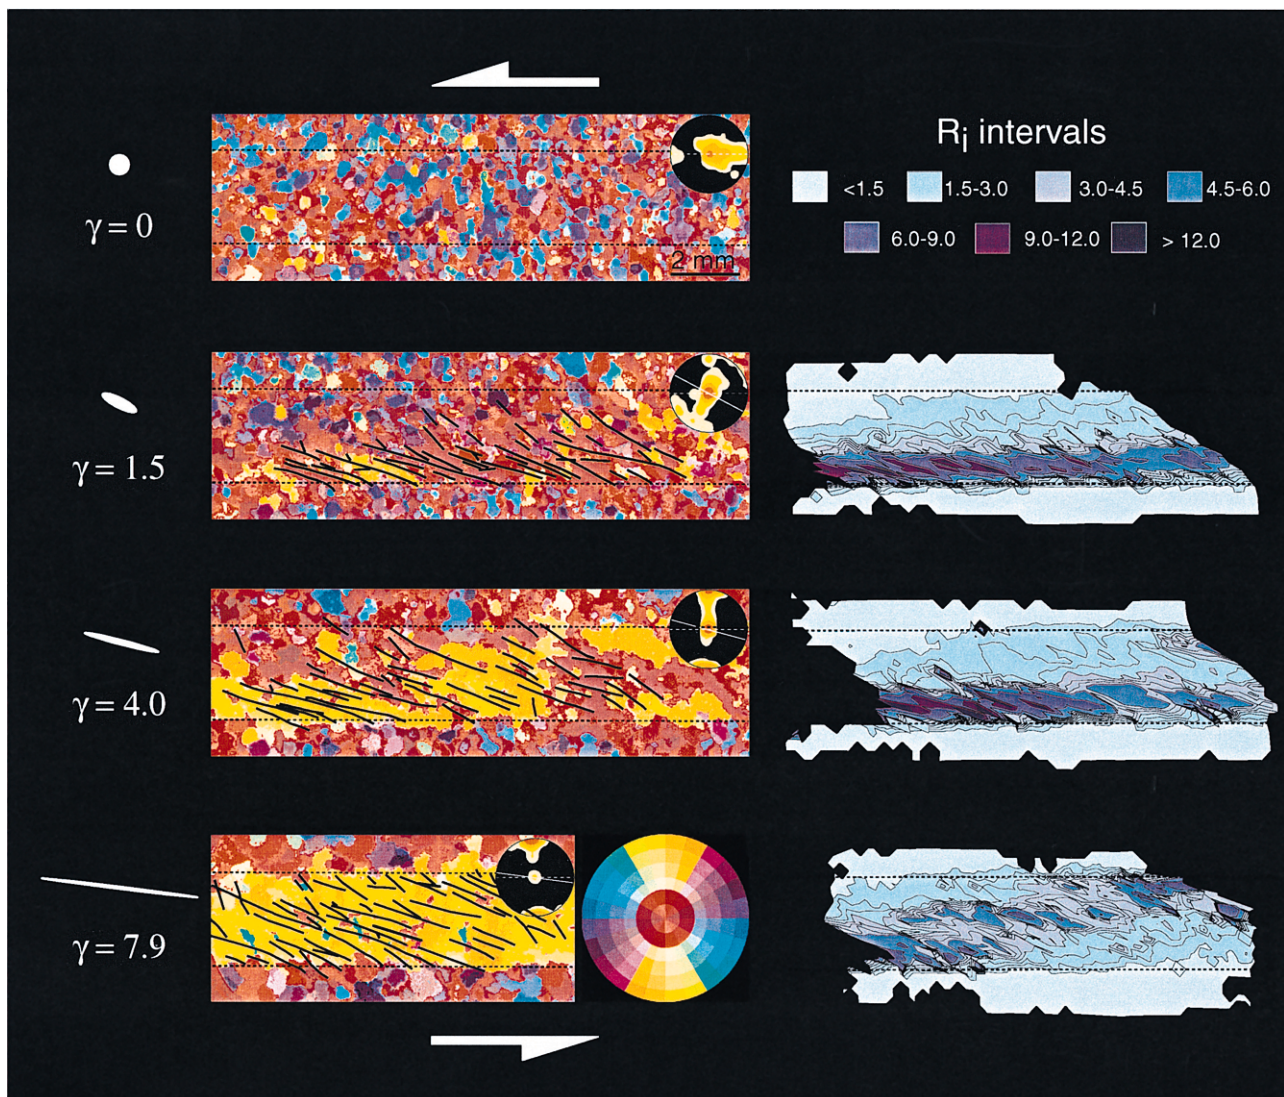 γ = 0
2 mm
R_i intervals
<1.5 1.5-3.0 3.0-4.5 4.5-6.0
6.0-9.0 9.0-12.0 > 12.0
γ = 1.5
γ = 4.0
γ = 7.9